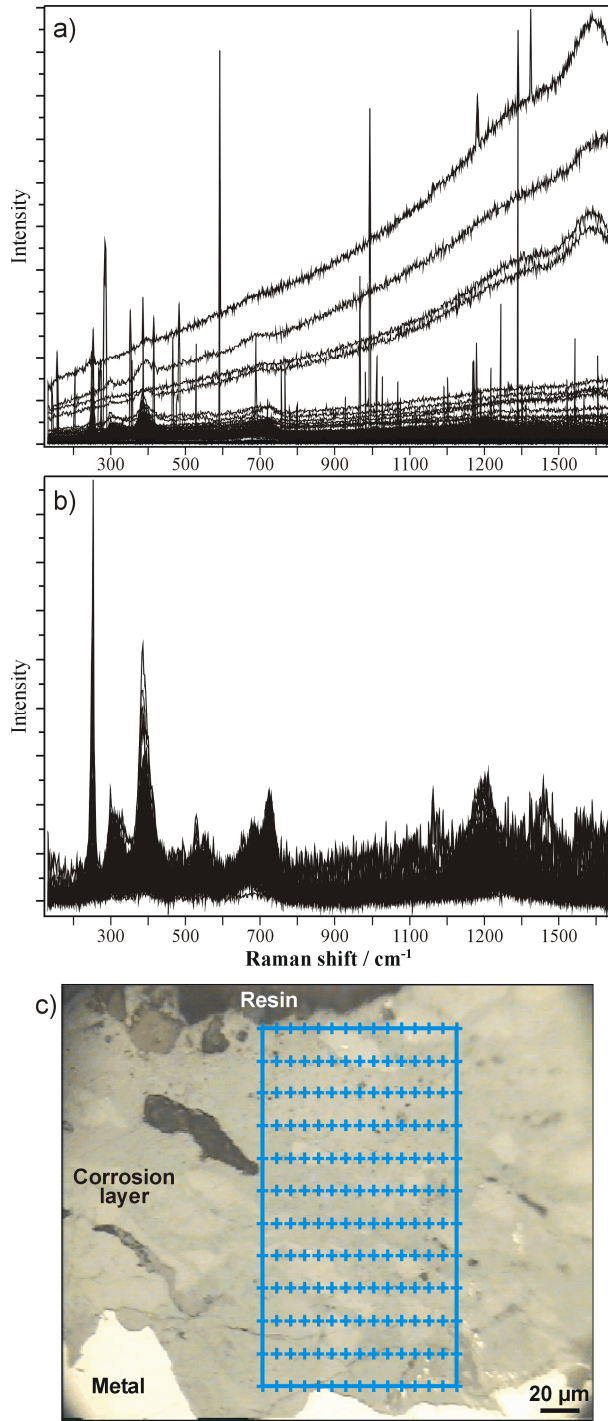 a)
Intensity
300 500 700 900 1100 1200 1500
b)
Intensity
300 500 700 900 1100 1200 1500
Raman shift / cm⁻¹
c)
Resin
Corrosion
layer
Metal
20 µm